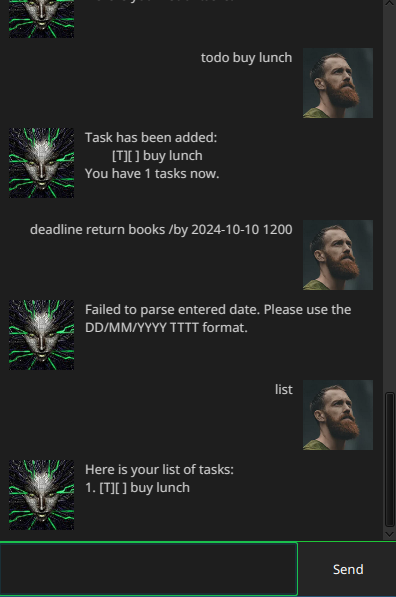 todo buy lunch
Task has been added:
[T][ ] buy lunch
You have 1 tasks now.
deadline return books /by 2024-10-10 1200
Failed to parse entered date. Please use the
DD/MM/YYYY TTTT format.
list
Here is your list of tasks:
1. [T][ ] buy lunch
Send